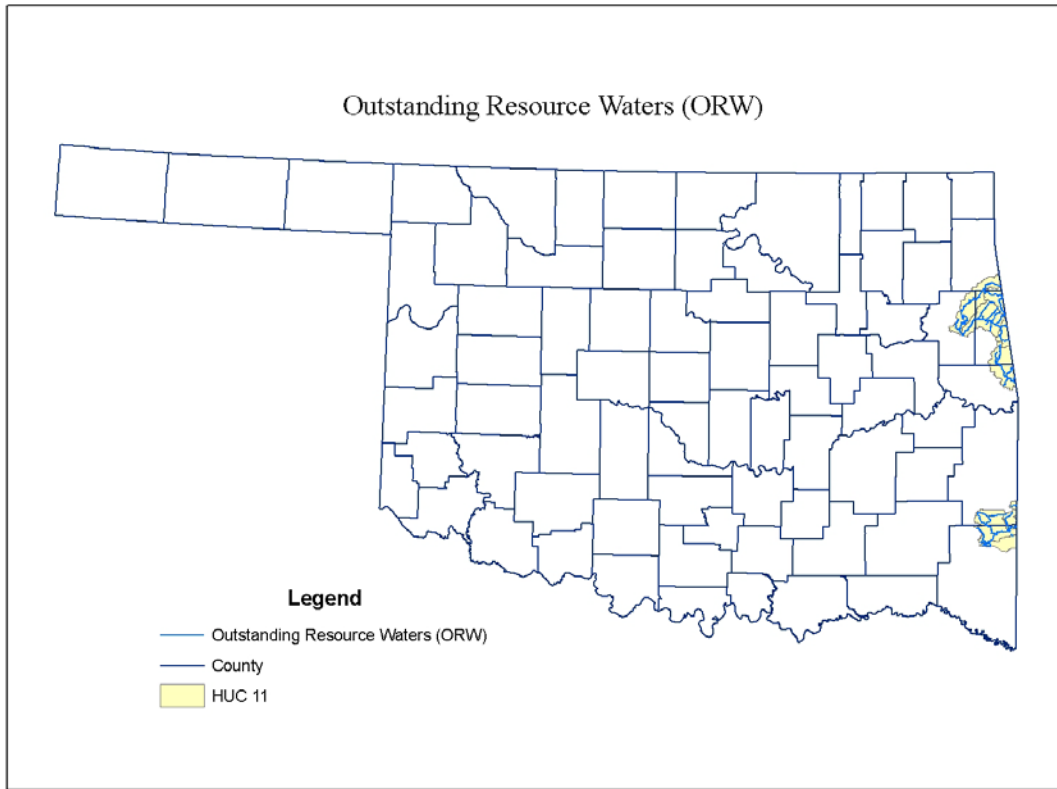 Outstanding Resource Waters (ORW)
Legend
Outstanding Resource Waters (ORW)
County
HUC 11